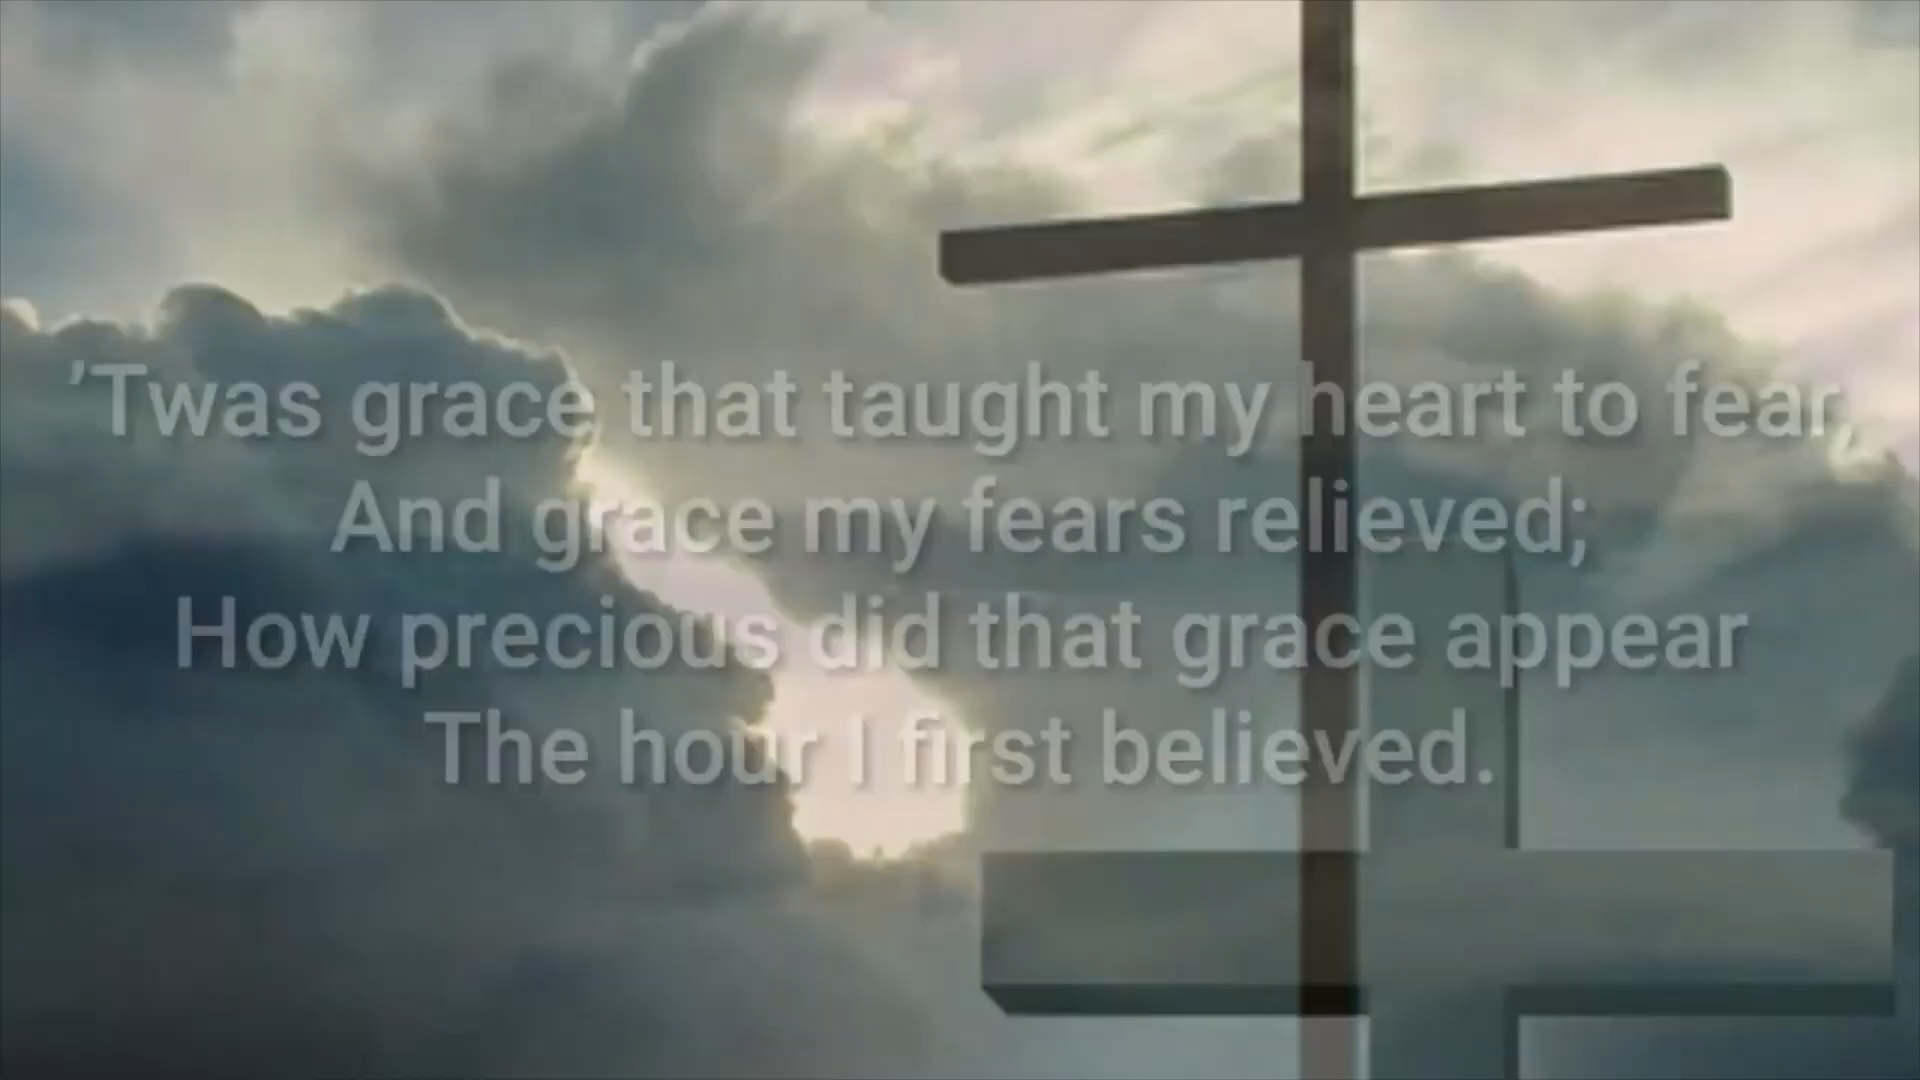 ’Twas grace that taught my heart to fear,
And grace my fears relieved;
How precious did that grace appear
The hour I first believed.